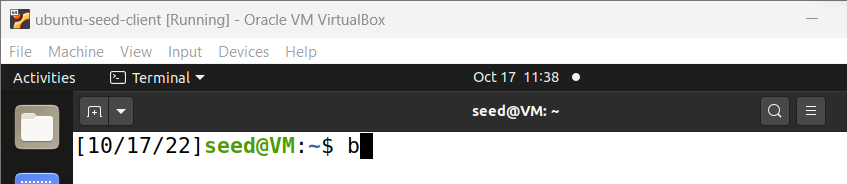 ubuntu-seed-client [Running] - Oracle VM VirtualBox
File Machine View Input Devices Help
Activities Terminal Oct 17 11:38
seed@VM: ~
[10/17/22]seed@VM:~$ b